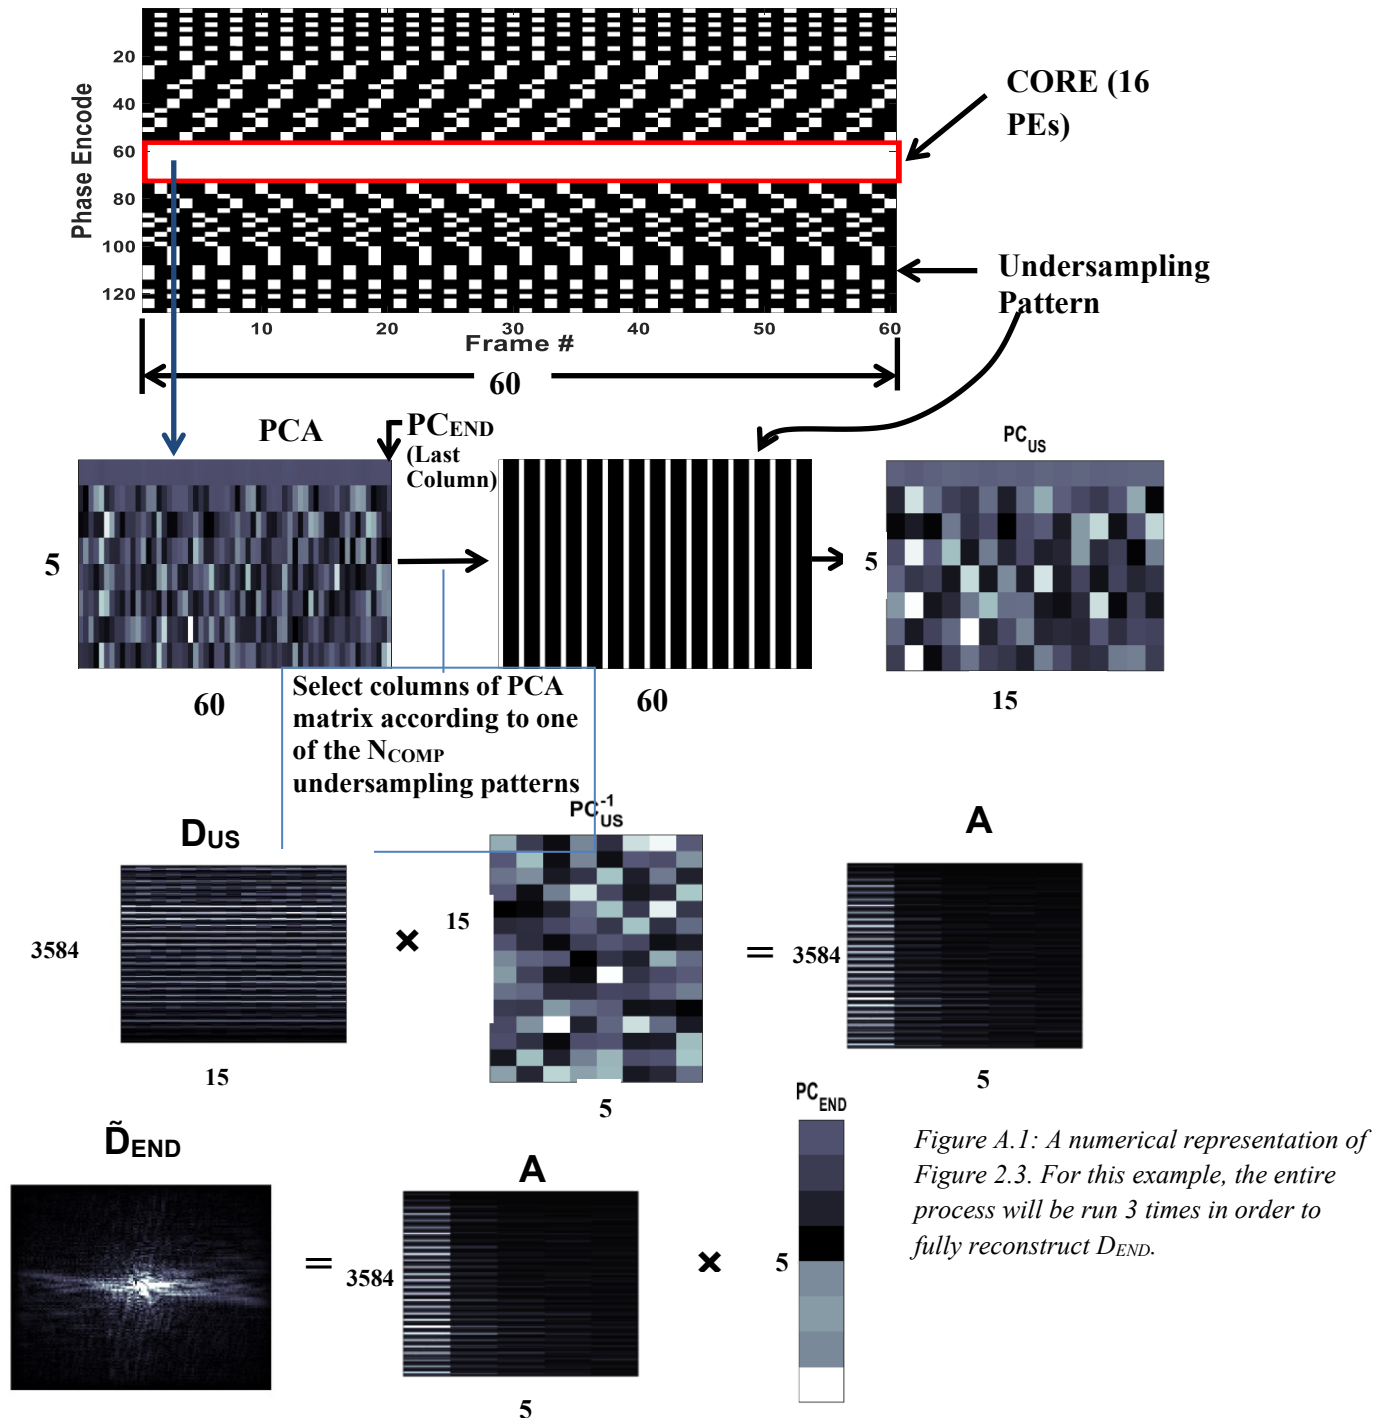 20
40
60
80
100
120
Phase Encode
10
20
30
40
50
60
Frame #
60
CORE (16
PEs)
Undersampling
Pattern
PCA
PCEND
(Last
Column)
PCUS
5
60
60
5
15
Select columns of PCA
matrix according to one
of the NCOMP
undersampling patterns
DUS
3584
15
×
PC-1US
15
5
=
A
3584
5
D̃END
=
A
3584
5
×
PCEND
5
Figure A.1: A numerical representation of
Figure 2.3. For this example, the entire
process will be run 3 times in order to
fully reconstruct DEND.